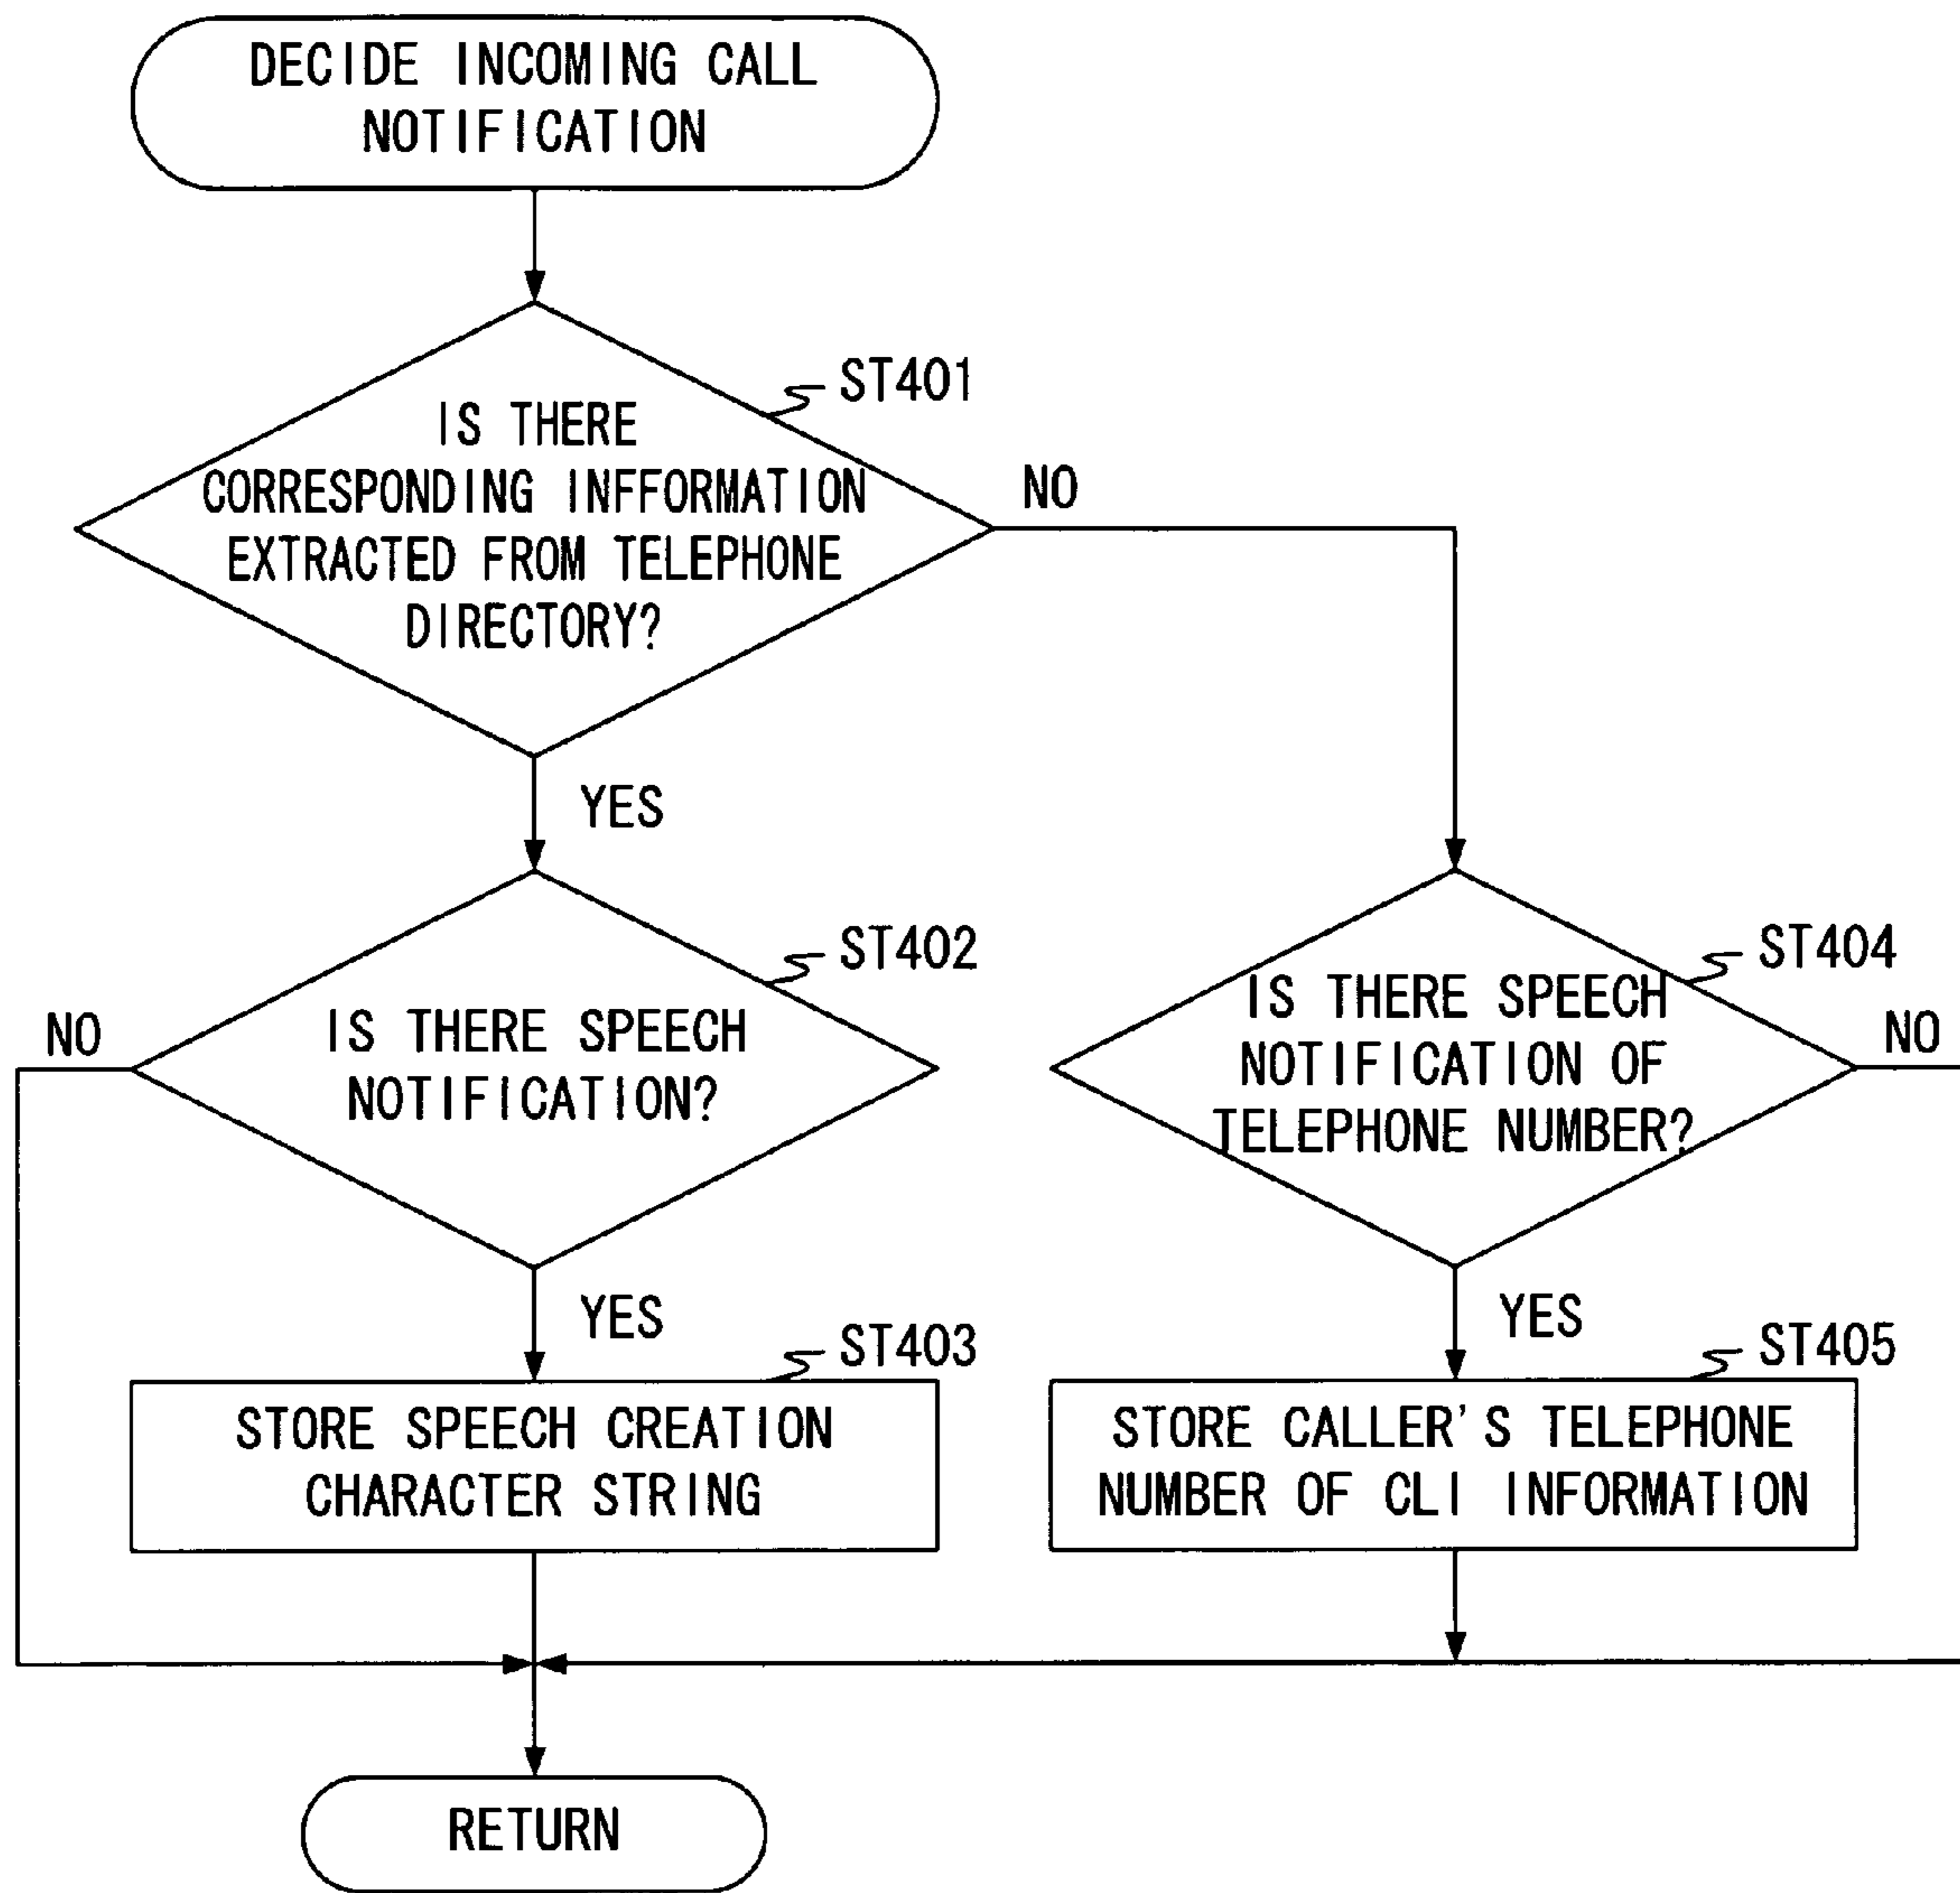 DECIDE INCOMING CALL
NOTIFICATION
ST401
IS THERE
CORRESPONDING INFFORMATION
EXTRACTED FROM TELEPHONE
DIRECTORY?
NO
YES
ST402
IS THERE SPEECH
NOTIFICATION?
NO
YES
ST404
IS THERE SPEECH
NOTIFICATION OF
TELEPHONE NUMBER?
NO
YES
ST403
STORE SPEECH CREATION
CHARACTER STRING
ST405
STORE CALLER'S TELEPHONE
NUMBER OF CLI INFORMATION
RETURN